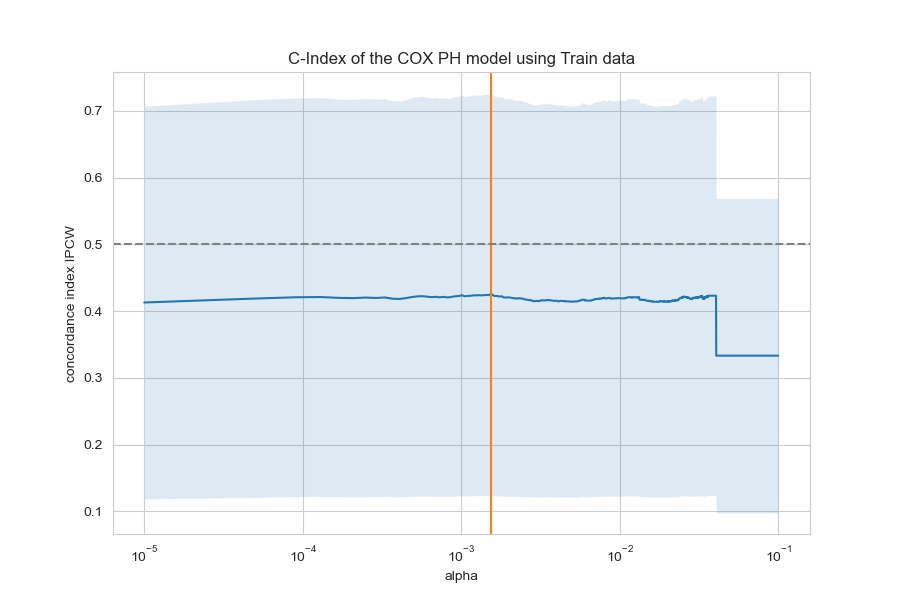 C-Index of the COX PH model using Train data
concordance index IPCW
0.7
0.6
0.5
0.4
0.3
0.2
0.1
10⁻⁵ 10⁻⁴ 10⁻³ 10⁻² 10⁻¹
alpha